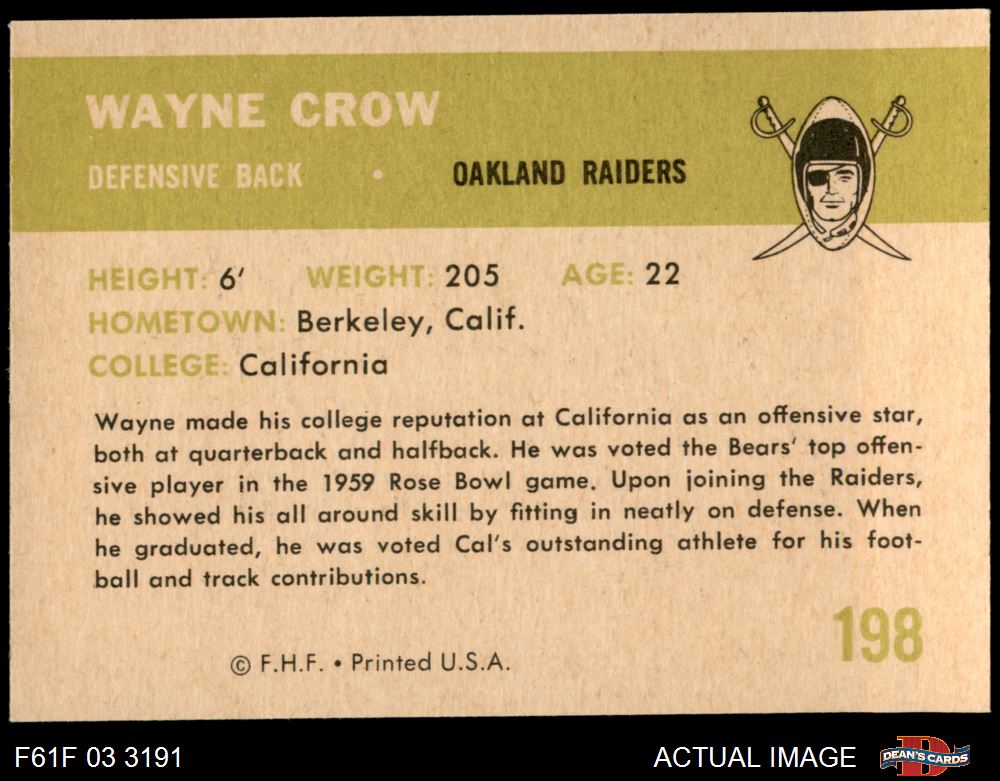 WAYNE CROW
DEFENSIVE BACK • OAKLAND RAIDERS
HEIGHT: 6' WEIGHT: 205 AGE: 22
HOMETOWN: Berkeley, Calif.
COLLEGE: California
Wayne made his college reputation at California as an offensive star,
both at quarterback and halfback. He was voted the Bears' top offen-
sive player in the 1959 Rose Bowl game. Upon joining the Raiders,
he showed his all around skill by fitting in neatly on defense. When
he graduated, he was voted Cal's outstanding athlete for his foot-
ball and track contributions.
198
© F.H.F. • Printed U.S.A.
F61F 03 3191
ACTUAL IMAGE
DEAN'S CARDS